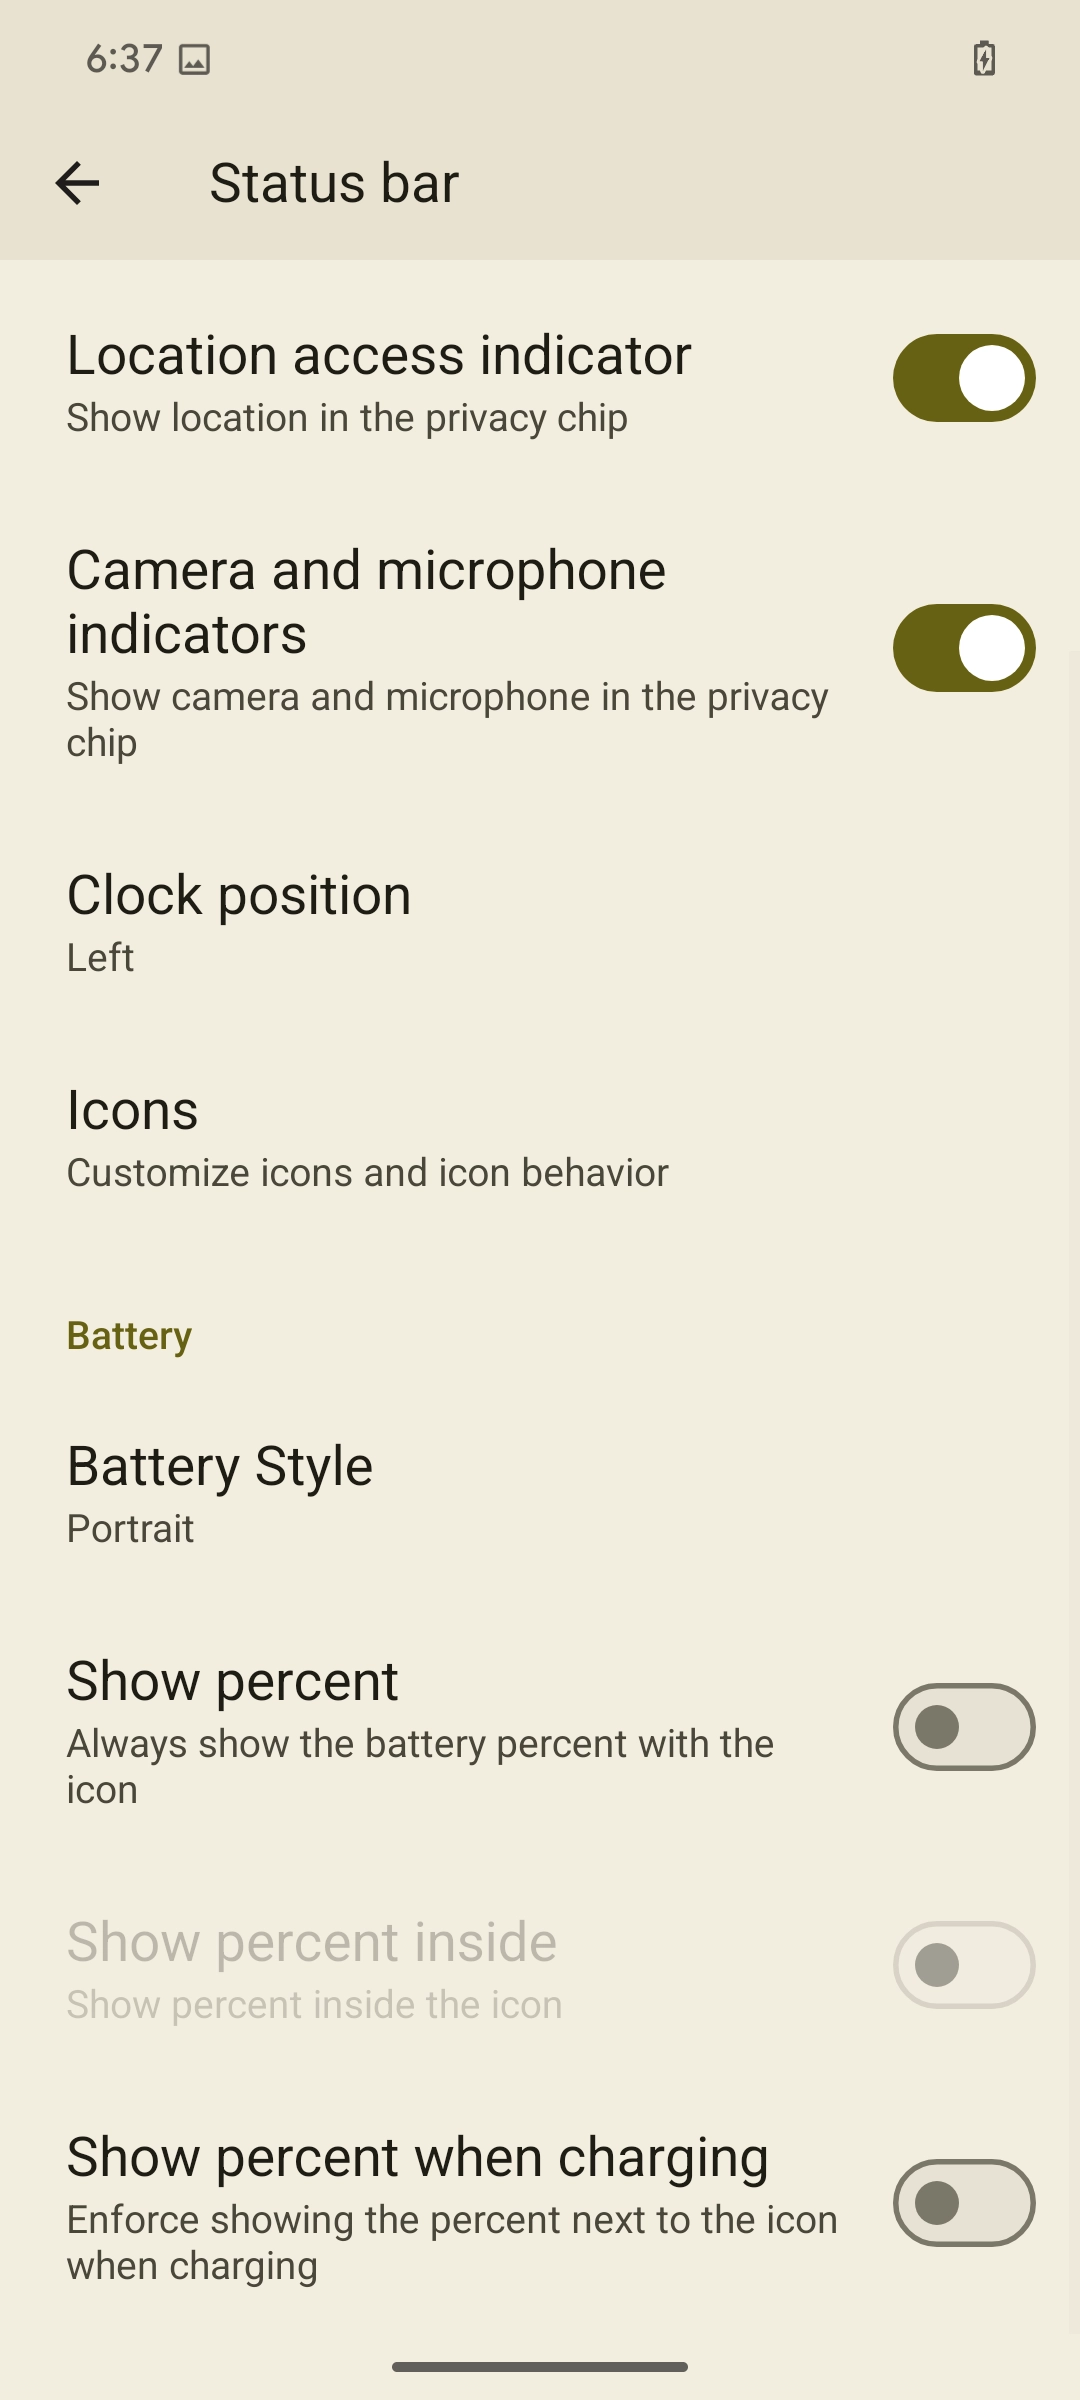 6:37
Status bar
Location access indicator
Show location in the privacy chip
Camera and microphone
indicators
Show camera and microphone in the privacy
chip
Clock position
Left
Icons
Customize icons and icon behavior
Battery
Battery Style
Portrait
Show percent
Always show the battery percent with the
icon
Show percent inside
Show percent inside the icon
Show percent when charging
Enforce showing the percent next to the icon
when charging